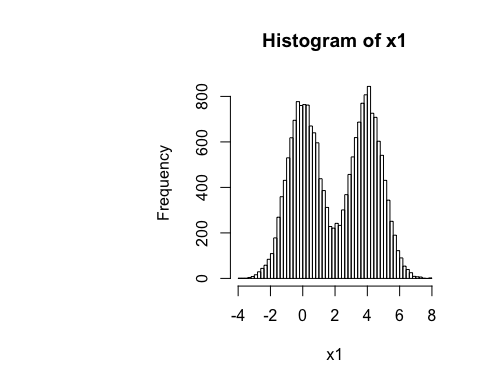 Histogram of x1
Frequency
0 200 400 600 800
-4 -2 0 2 4 6 8
x1